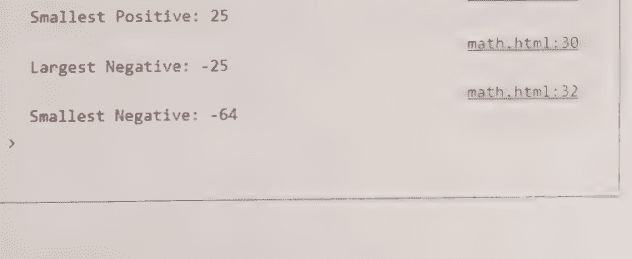 Smallest Positive: 25
math.html:30
Largest Negative: -25
math.html:32
Smallest Negative: -64
›